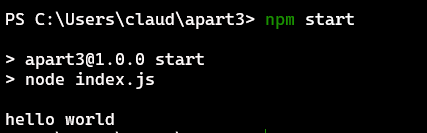 PS C:\Users\claud\apart3> npm start
> apart3@1.0.0 start
> node index.js
hello world